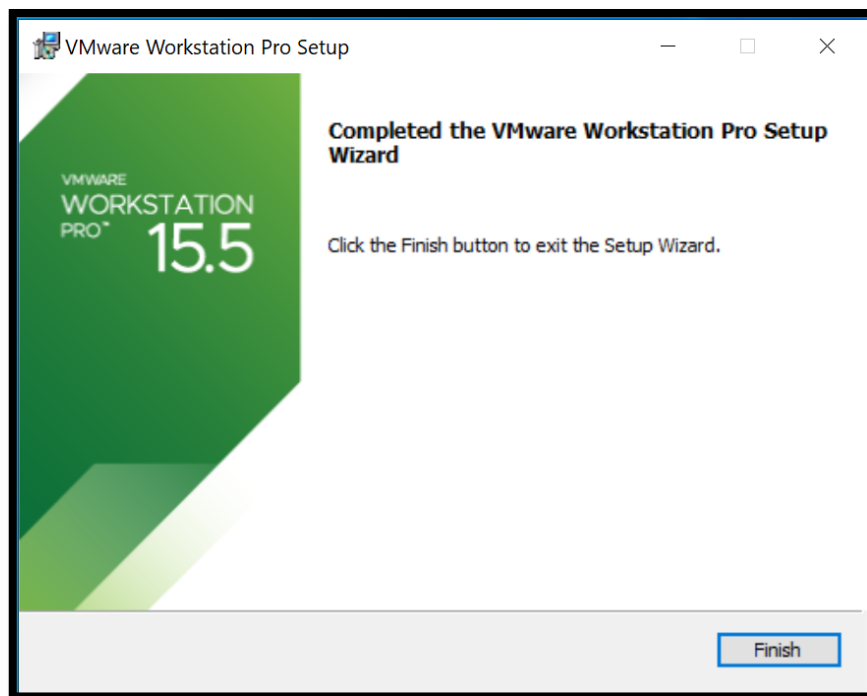 VMware Workstation Pro Setup
Completed the VMware Workstation Pro Setup
Wizard
VMWARE
WORKSTATION
PRO™ 15.5
Click the Finish button to exit the Setup Wizard.
Finish